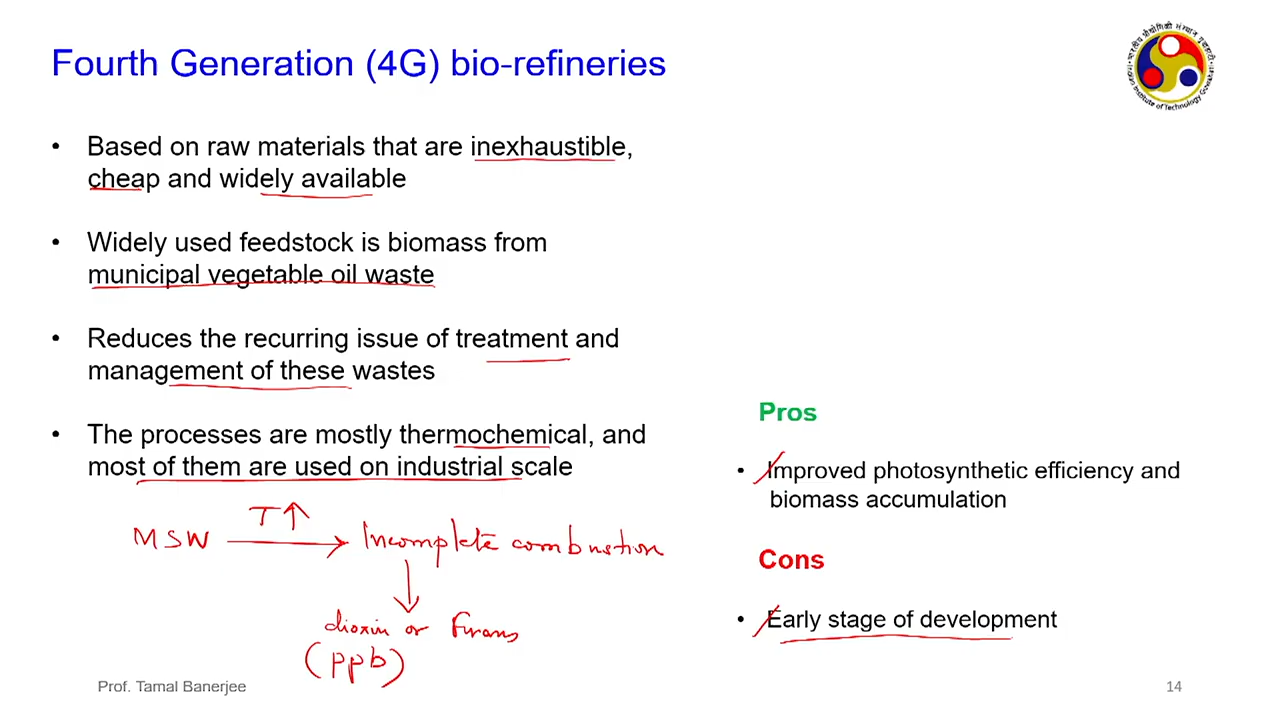 Fourth Generation (4G) bio-refineries
• Based on raw materials that are inexhaustible,
cheap and widely available
• Widely used feedstock is biomass from
municipal vegetable oil waste
• Reduces the recurring issue of treatment and
management of these wastes
• The processes are mostly thermochemical, and
most of them are used on industrial scale
T↑
MSW → Incomplete combustion
↓
dioxin or Furans
(ppb)
Pros
• Improved photosynthetic efficiency and
biomass accumulation
Cons
• Early stage of development
Prof. Tamal Banerjee
14